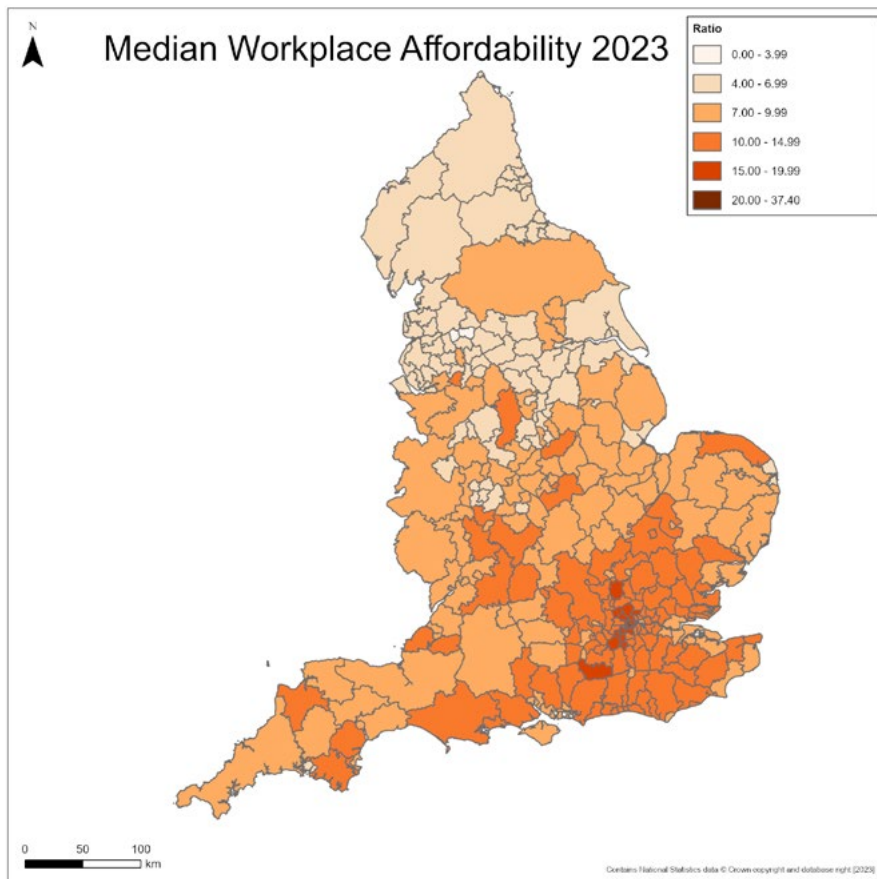 N
Median Workplace Affordability 2023
Ratio
0.00 - 3.99
4.00 - 6.99
7.00 - 9.99
10.00 - 14.99
15.00 - 19.99
20.00 - 37.40
0 50 100
km
Contains National Statistics data © Crown copyright and database right [2023]